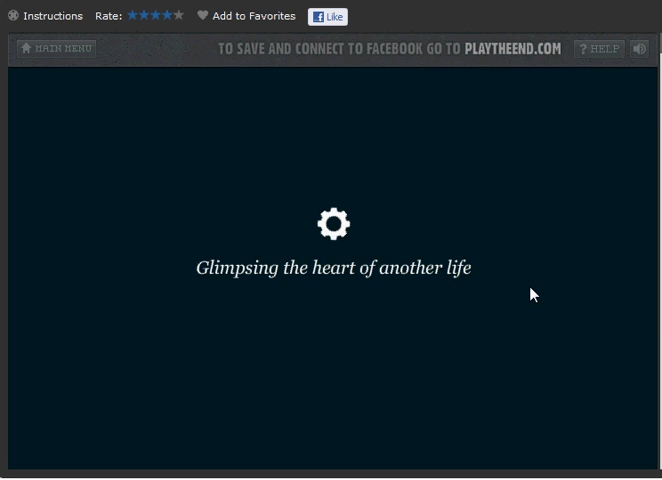 Instructions Rate: Add to Favorites Like
MAIN MENU TO SAVE AND CONNECT TO FACEBOOK GO TO PLAYTHEEND.COM ? HELP
Glimpsing the heart of another life